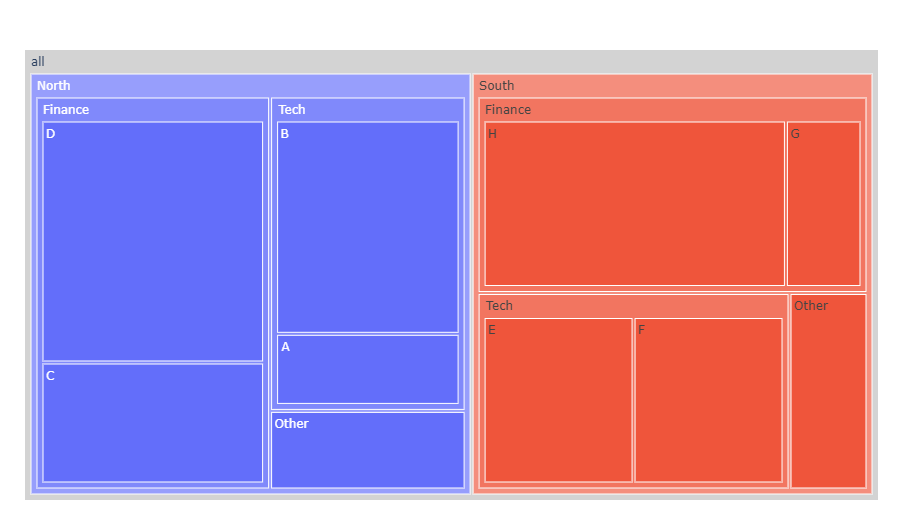 all
North
Finance
D
C
Tech
B
A
Other
South
Finance
H
G
Tech
E
F
Other